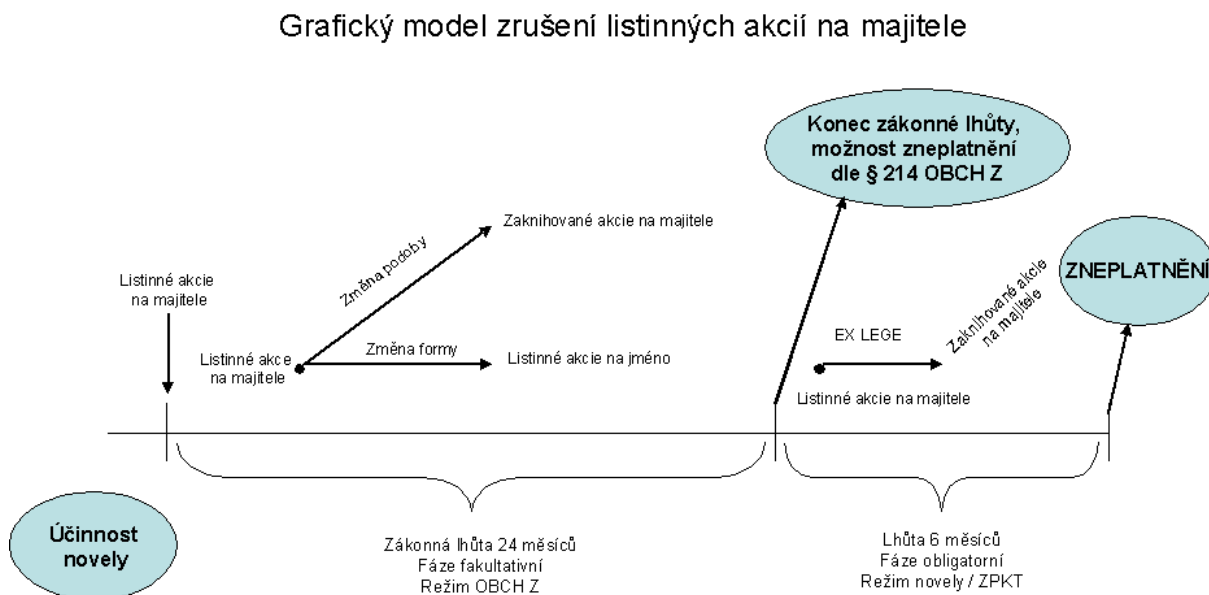 Grafický model zrušení listinných akcií na majitele
Konec zákonné lhůty,
možnost zneplatnění
dle § 214 OBCH Z
Zaknihované akcie na majitele
Změna podoby
ZNEPLATNĚNÍ
Listinné akcie
na majitele
Zaknihované akcie
na majitele
Listinné akce
na majitele
Změna formy
Listinné akcie na jméno
EX LEGE
Listinné akcie na majitele
Účinnost
novely
Zákonná lhůta 24 měsíců
Fáze fakultativní
Režim OBCH Z
Lhůta 6 měsíců
Fáze obligatorní
Režim novely / ZPKT